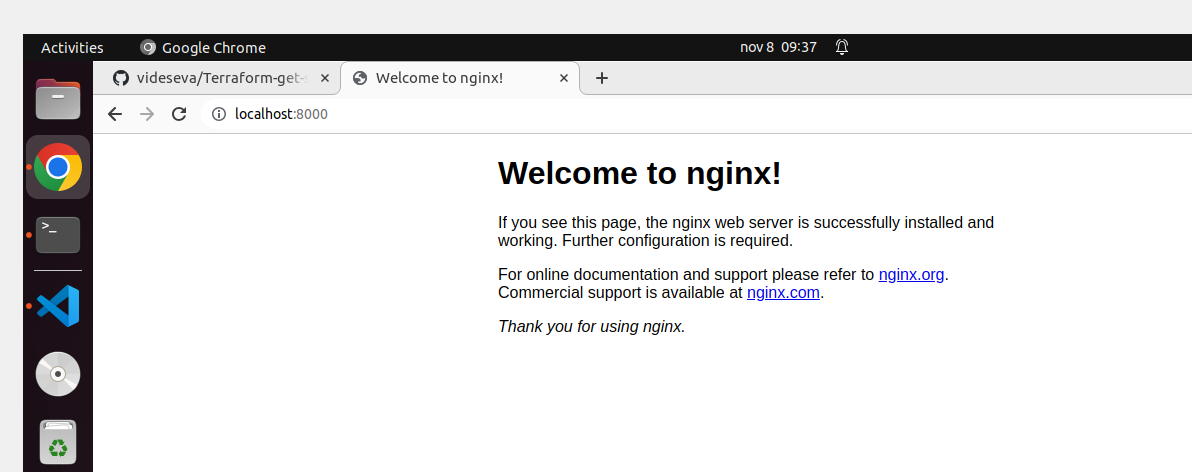 Activities Google Chrome nov 8 09:37
videseva/Terraform-get- Welcome to nginx!
localhost:8000
>_
Welcome to nginx!
If you see this page, the nginx web server is successfully installed and
working. Further configuration is required.
For online documentation and support please refer to nginx.org.
Commercial support is available at nginx.com.
Thank you for using nginx.